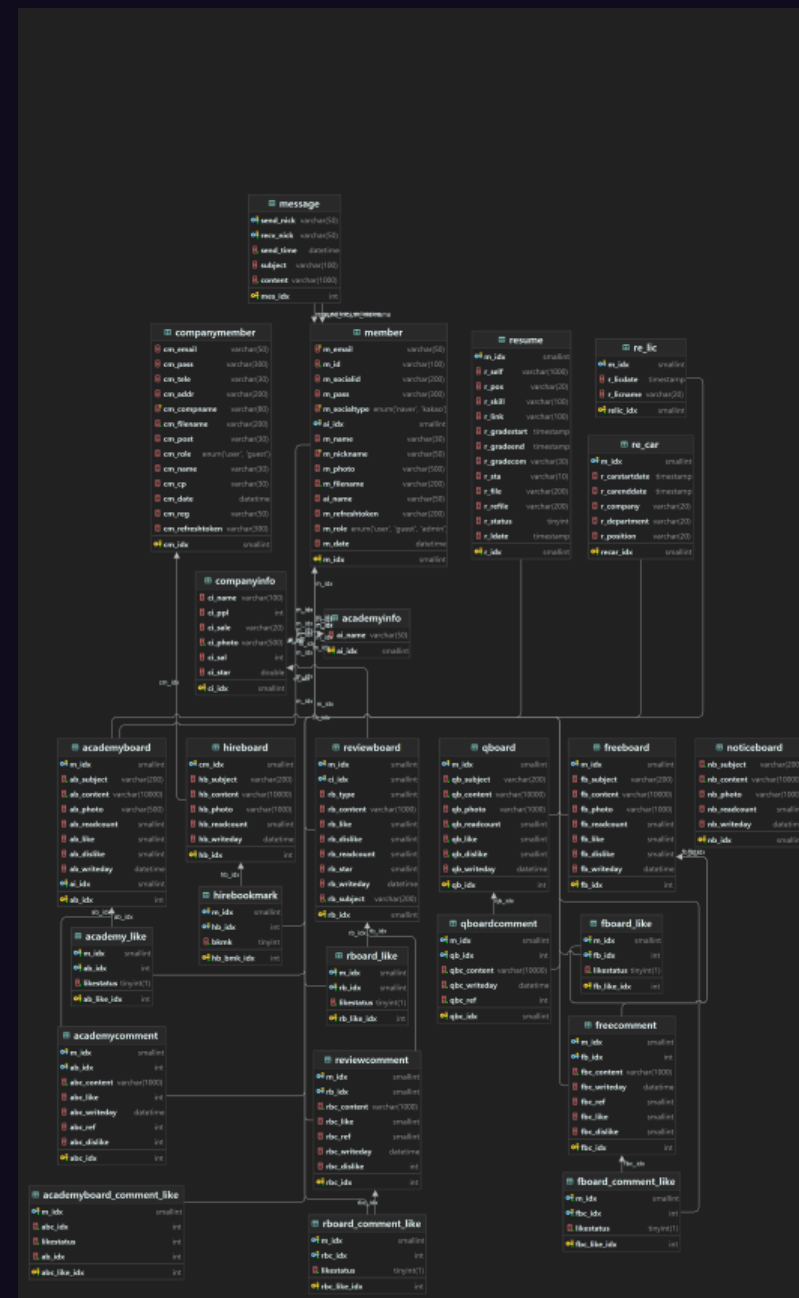 message
send_nick varchar(50)
recv_nick varchar(50)
send_time datetime
subject varchar(100)
content varchar(1000)
mes_idx int
companymember
cm_email varchar(50)
cm_pass varchar(300)
cm_tele varchar(30)
cm_addr varchar(200)
cm_compname varchar(80)
cm_filename varchar(200)
cm_post varchar(30)
cm_role enum('user', 'guest')
cm_name varchar(30)
cm_cp varchar(30)
cm_date datetime
cm_reg varchar(50)
cm_refreshtoken varchar(300)
cm_idx smallint
member
m_email varchar(50)
m_id varchar(100)
m_socialid varchar(200)
m_pass varchar(300)
m_socialtype enum('naver', 'kakao'
ai_idx smallint
m_name varchar(30)
m_nickname varchar(50)
m_photo varchar(500)
m_filename varchar(200)
ai_name varchar(50)
m_refreshtoken varchar(200)
m_role enum('user', 'guest', 'admin'
m_date datetime
m_idx smallint
resume
m_idx smallint
r_self varchar(1000)
r_pos varchar(20)
r_skill varchar(100)
r_link varchar(100)
r_gradestart timestamp
r_gradeend timestamp
r_gradecom varchar(30)
r_sta varchar(10)
r_file varchar(200)
r_refile varchar(200)
r_status tinyint
r_ldate timestamp
r_idx smallint
re_lic
m_idx smallint
r_licdate timestamp
r_licname varchar(20)
relic_idx smallint
re_car
m_idx smallint
r_carstartdate timestamp
r_carenddate timestamp
r_company varchar(20)
r_department varchar(20)
r_position varchar(20)
recar_idx smallint
companyinfo
ci_name varchar(100)
ci_ppl int
ci_sale varchar(20)
ci_photo varchar(500)
ci_sal int
ci_star double
ci_idx smallint
m_idx
academyinfo
ai_name varchar(50)
ai_idx smallint
cm_idx
academyboard
m_idx smallint
ab_subject varchar(200)
ab_content varchar(10000)
ab_photo varchar(500)
ab_readcount smallint
ab_like smallint
ab_dislike smallint
ab_writeday datetime
ai_idx smallint
ab_idx int
hireboard
cm_idx smallint
hb_subject varchar(200)
hb_content varchar(10000)
hb_photo varchar(1000)
hb_readcount smallint
hb_writeday datetime
hb_idx int
reviewboard
m_idx smallint
ci_idx smallint
rb_type smallint
rb_content varchar(1000)
rb_like smallint
rb_dislike smallint
rb_readcount smallint
rb_star smallint
rb_writeday datetime
rb_subject varchar(200)
rb_idx int
qboard
m_idx smallint
qb_subject varchar(200)
qb_content varchar(10000)
qb_photo varchar(1000)
qb_readcount smallint
qb_like smallint
qb_dislike smallint
qb_writeday datetime
qb_idx int
freeboard
m_idx smallint
fb_subject varchar(200)
fb_content varchar(10000)
fb_photo varchar(1000)
fb_readcount smallint
fb_like smallint
fb_dislike smallint
fb_writeday datetime
fb_idx int
noticeboard
nb_subject varchar(200
nb_content varchar(10000
nb_photo varchar(1000
nb_readcount smallint
nb_writeday datetime
nb_idx int
hb_idx
hirebookmark
m_idx smallint
hb_idx int
bkmk tinyint
hb_bmk_idx int
ab_idx
ab_idx
academy_like
m_idx smallint
ab_idx int
likestatus tinyint(1)
ab_like_idx int
rboard_like
m_idx smallint
rb_idx smallint
likestatus tinyint(1)
rb_like_idx int
qboardcomment
m_idx smallint
qb_idx int
qbc_content varchar(10000)
qbc_writeday datetime
qbc_ref int
qbc_idx smallint
fboard_like
m_idx smallint
fb_idx int
likestatus tinyint(1)
fb_like_idx int
academycomment
m_idx smallint
ab_idx int
abc_content varchar(1000)
abc_like int
abc_writeday datetime
abc_ref int
abc_dislike int
abc_idx int
reviewcomment
m_idx smallint
rb_idx int
rbc_content varchar(1000)
rbc_like smallint
rbc_ref smallint
rbc_writeday datetime
rbc_dislike int
rbc_idx int
freecomment
m_idx smallint
fb_idx int
fbc_content varchar(1000)
fbc_writeday datetime
fbc_ref smallint
fbc_like smallint
fbc_dislike smallint
fbc_idx int
fbc_idx
academyboard_comment_like
m_idx smallint
abc_idx int
likestatus int
ab_idx int
abc_like_idx int
rboard_comment_like
m_idx smallint
rbc_idx int
likestatus tinyint(1)
rbc_like_idx int
fboard_comment_like
m_idx smallint
fbc_idx int
likestatus tinyint(1)
fbc_like_idx int